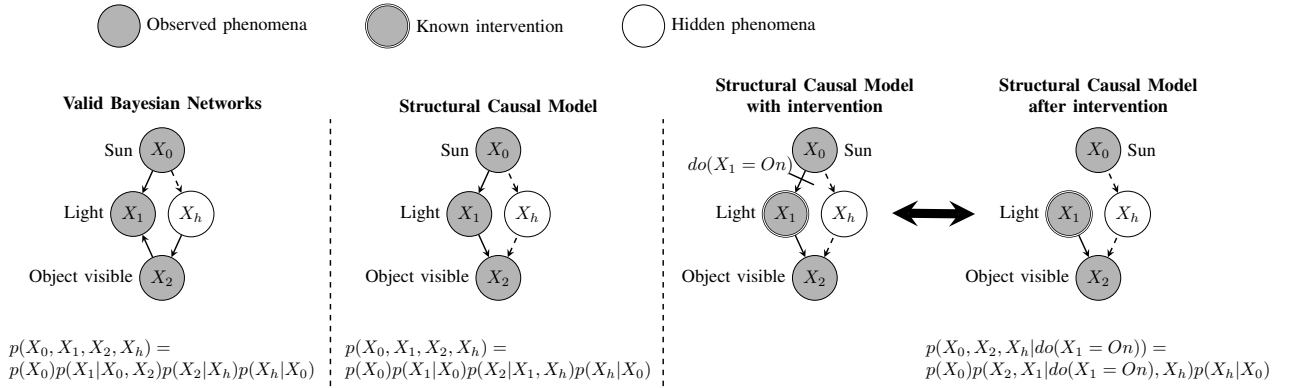 Observed phenomena
Known intervention
Hidden phenomena
Valid Bayesian Networks
Sun
X_0
Light
X_1
X_h
Object visible
X_2
p(X_0, X_1, X_2, X_h) =
p(X_0)p(X_1|X_0, X_2)p(X_2|X_h)p(X_h|X_0)
Structural Causal Model
Sun
X_0
Light
X_1
X_h
Object visible
X_2
p(X_0, X_1, X_2, X_h) =
p(X_0)p(X_1|X_0)p(X_2|X_1, X_h)p(X_h|X_0)
Structural Causal Model
with intervention
X_0
Sun
do(X_1 = On)
Light
X_1
X_h
Object visible
X_2
Structural Causal Model
after intervention
X_0
Sun
Light
X_1
X_h
Object visible
X_2
p(X_0, X_2, X_h|do(X_1 = On)) =
p(X_0)p(X_2, X_1|do(X_1 = On), X_h)p(X_h|X_0)